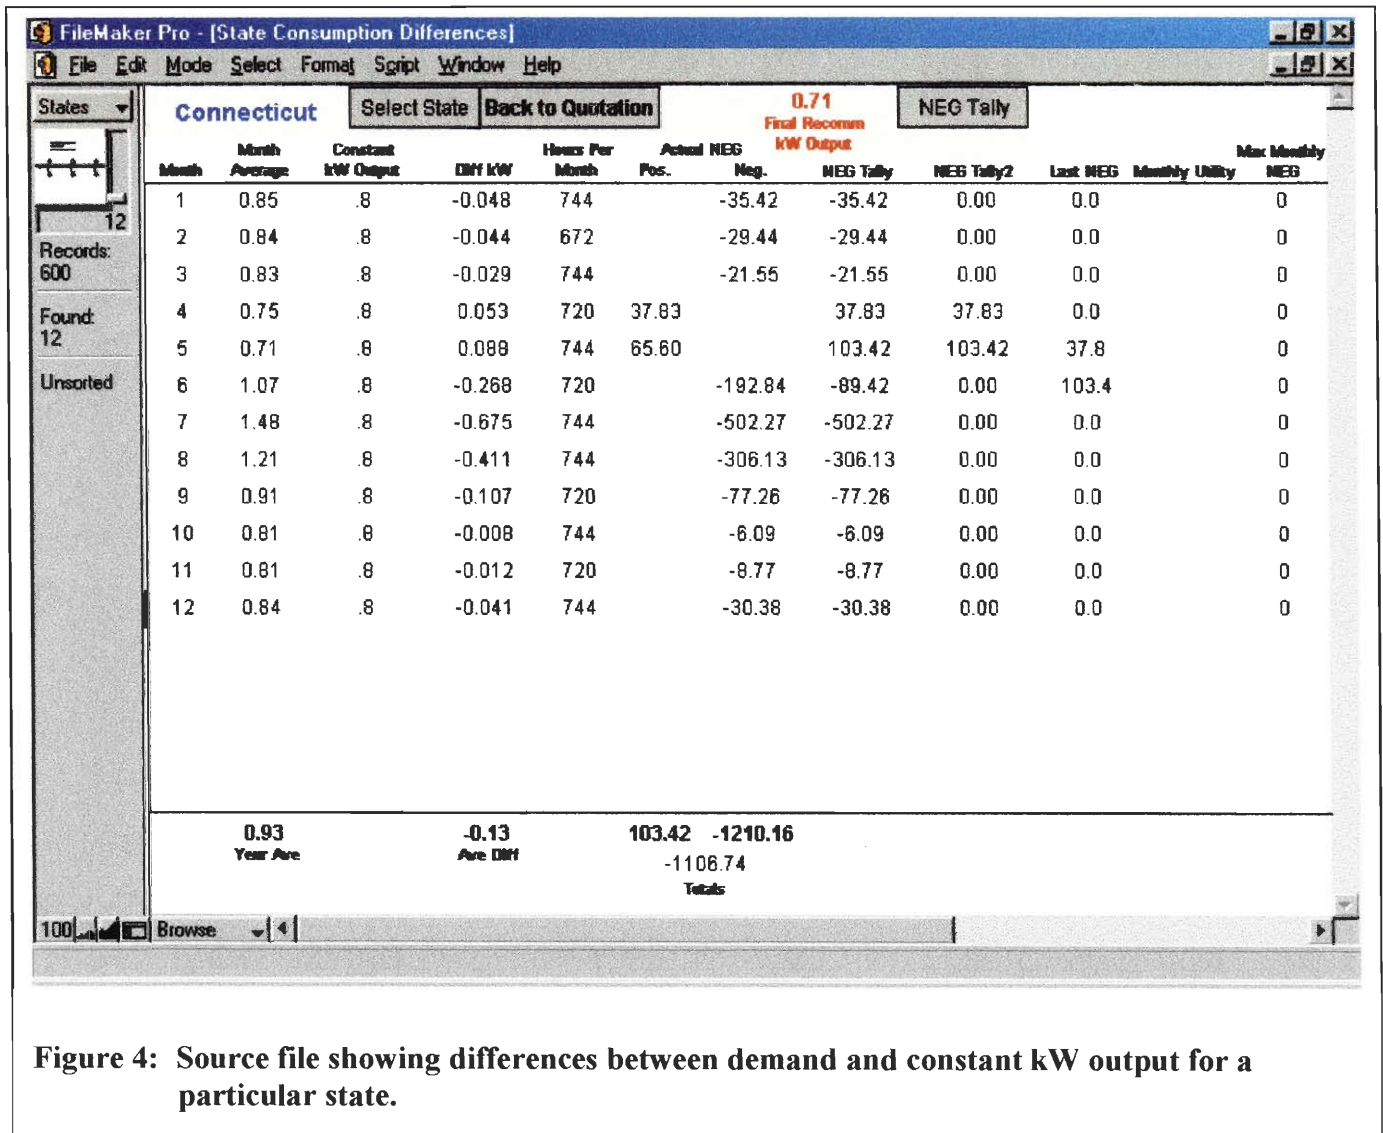 FileMaker Pro - [State Consumption Differences]
File Edit Mode Select Format Script Window Help
States
Connecticut
Select State
Back to Quotation
0.71
Final Recomm
kW Output
NEG Tally
12
Records:
600
Found:
12
Unsorted
Month Month Average Constant kW Output Diff kW Hours Per Month Actual NEG Pos.. Neg. NEG Tally NEG Tally2 Last NEG Monthly Utility Max Monthly NEG
1 0.85 .8 -0.048 744 -35.42 -35.42 0.00 0.0 0
2 0.84 .8 -0.044 672 -29.44 -29.44 0.00 0.0 0
3 0.83 .8 -0.029 744 -21.55 -21.55 0.00 0.0 0
4 0.75 .8 0.053 720 37.83 37.83 37.83 0.0 0
5 0.71 .8 0.088 744 65.60 103.42 103.42 37.8 0
6 1.07 .8 -0.268 720 -192.84 -89.42 0.00 103.4 0
7 1.48 .8 -0.675 744 -502.27 -502.27 0.00 0.0 0
8 1.21 .8 -0.411 744 -306.13 -306.13 0.00 0.0 0
9 0.91 .8 -0.107 720 -77.26 -77.26 0.00 0.0 0
10 0.81 .8 -0.008 744 -6.09 -6.09 0.00 0.0 0
11 0.81 .8 -0.012 720 -8.77 -8.77 0.00 0.0 0
12 0.84 .8 -0.041 744 -30.38 -30.38 0.00 0.0 0
0.93 -0.13 103.42 -1210.16
Year Ave Ave Diff -1106.74
Totals
100 Browse
Figure 4: Source file showing differences between demand and constant kW output for a
particular state.